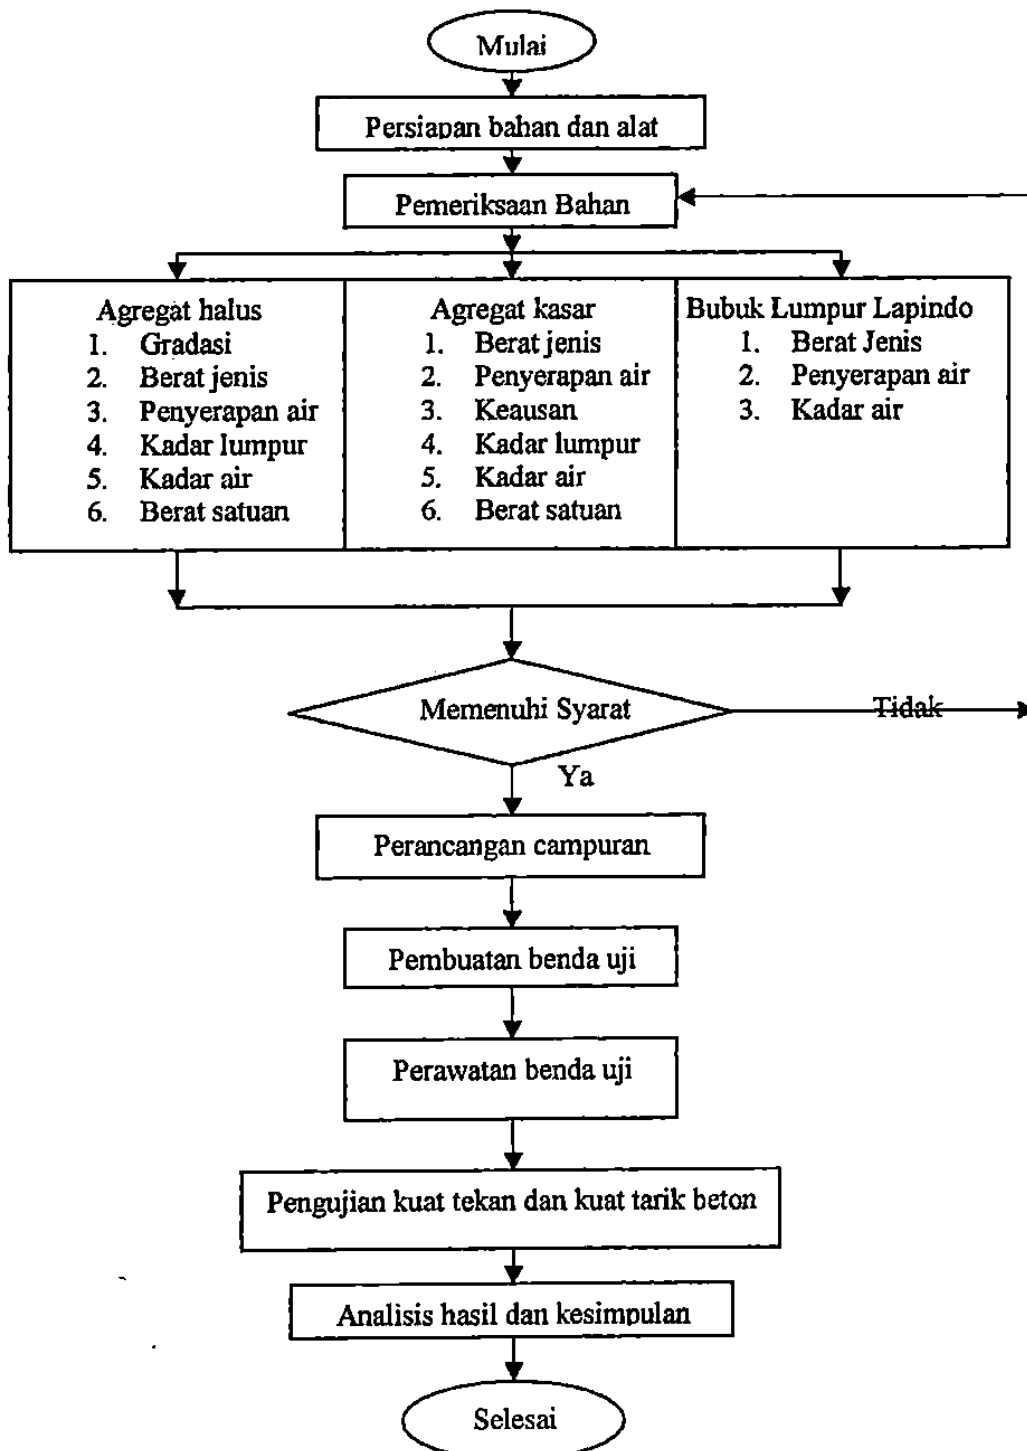 Mulai
Persiapan bahan dan alat
Pemeriksaan Bahan
Agregat halus
1. Gradasi
2. Berat jenis
3. Penyerapan air
4. Kadar lumpur
5. Kadar air
6. Berat satuan
Agregat kasar
1. Berat jenis
2. Penyerapan air
3. Keausan
4. Kadar lumpur
5. Kadar air
6. Berat satuan
Bubuk Lumpur Lapindo
1. Berat Jenis
2. Penyerapan air
3. Kadar air
Memenuhi Syarat
Tidak
Ya
Perancangan campuran
Pembuatan benda uji
Perawatan benda uji
Pengujian kuat tekan dan kuat tarik beton
Analisis hasil dan kesimpulan
Selesai